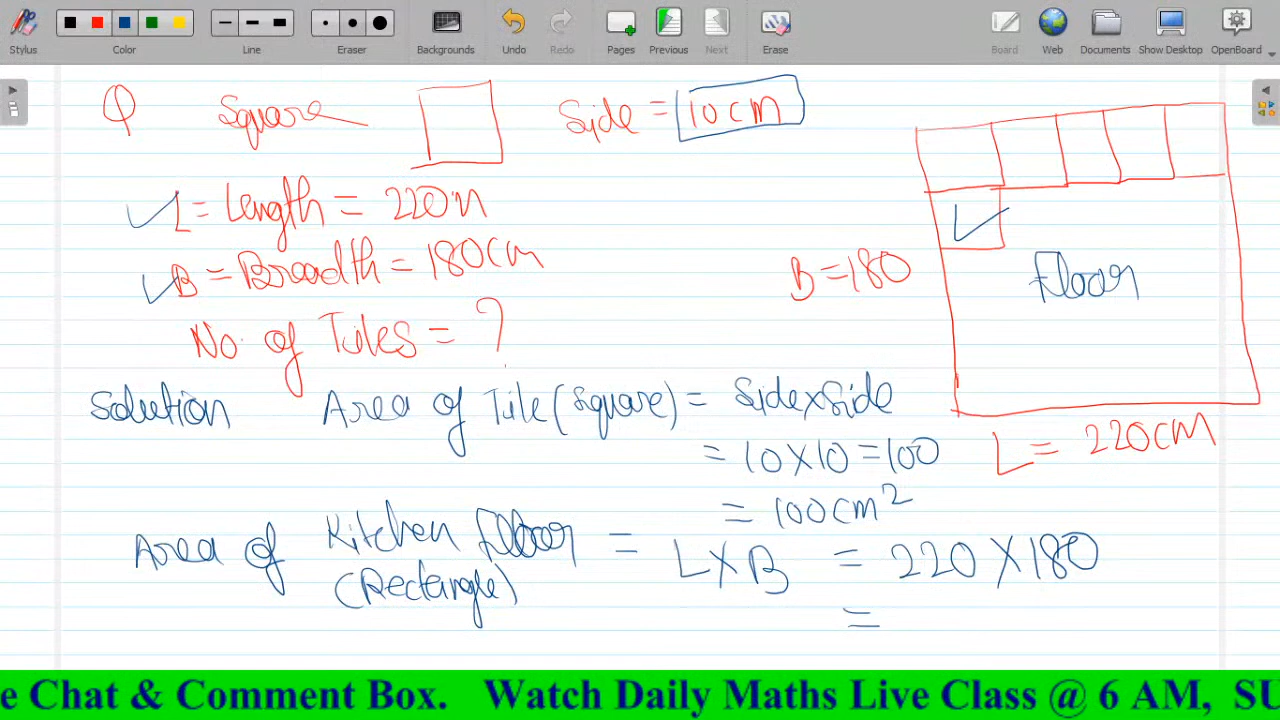 Stylus Color Line Eraser Backgrounds Undo Redo Pages Previous Next Erase Board Web Documents Show Desktop OpenBoard
Q Square Side = 10 cm
L = Length = 220 m
B = Breadth = 180 cm
No. of Tiles = ?
B = 180
Floor
L = 220 cm
Solution Area of Tile (Square) = Side x Side
= 10 X 10 = 100
= 100 cm²
Area of Kitchen Floor = L X B = 220 X 180
(Rectangle)
=
e Chat & Comment Box. Watch Daily Maths Live Class @ 6 AM, SU